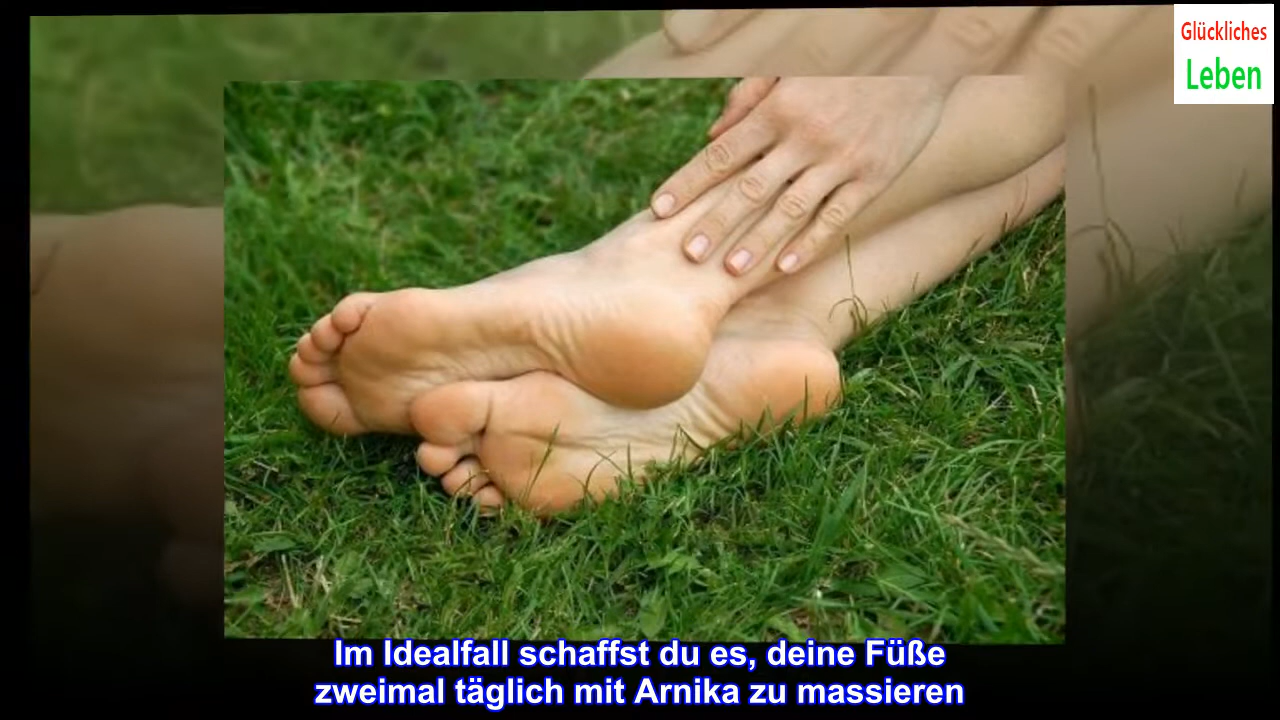 Glückliches
Leben
Im Idealfall schaffst du es, deine Füße
zweimal täglich mit Arnika zu massieren